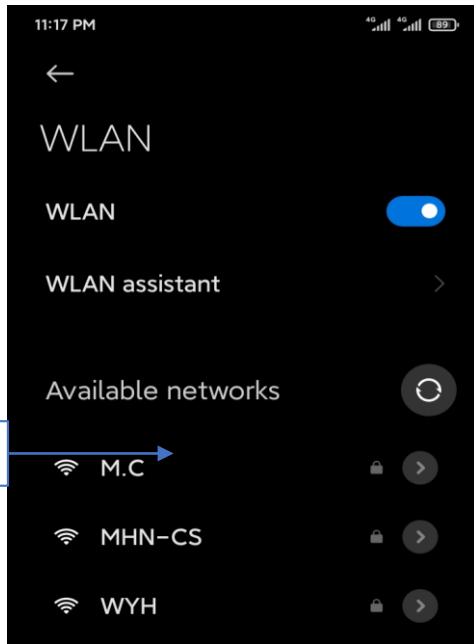 11:17 PM 4G 4G 89
WLAN
WLAN
WLAN assistant
Available networks
M.C
MHN-CS
WYH